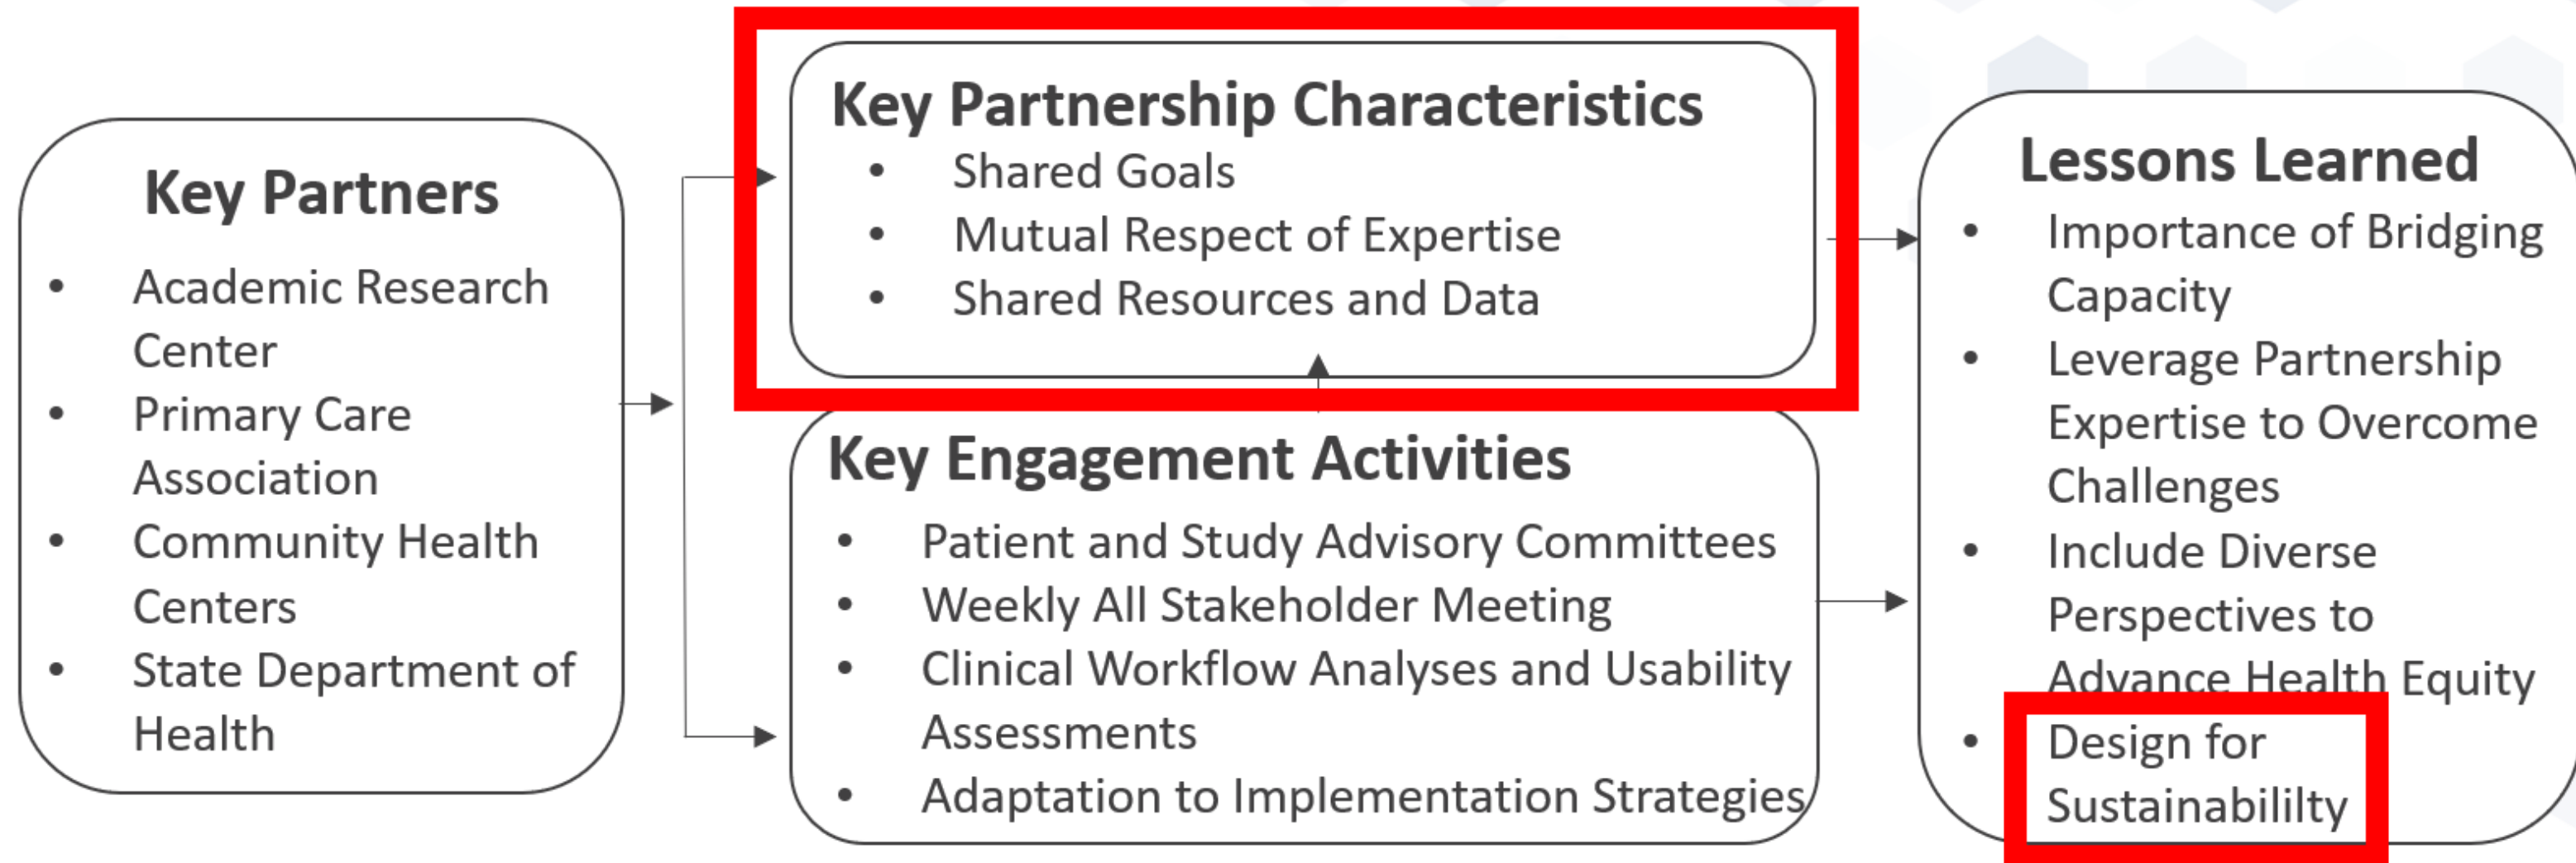 Key Partners
• Academic Research
Center
• Primary Care
Association
• Community Health
Centers
• State Department of
Health
Key Partnership Characteristics
• Shared Goals
• Mutual Respect of Expertise
• Shared Resources and Data
Key Engagement Activities
• Patient and Study Advisory Committees
• Weekly All Stakeholder Meeting
• Clinical Workflow Analyses and Usability
Assessments
• Adaptation to Implementation Strategies
Lessons Learned
• Importance of Bridging
Capacity
• Leverage Partnership
Expertise to Overcome
Challenges
• Include Diverse
Perspectives to
Advance Health Equity
• Design for
Sustainabililty